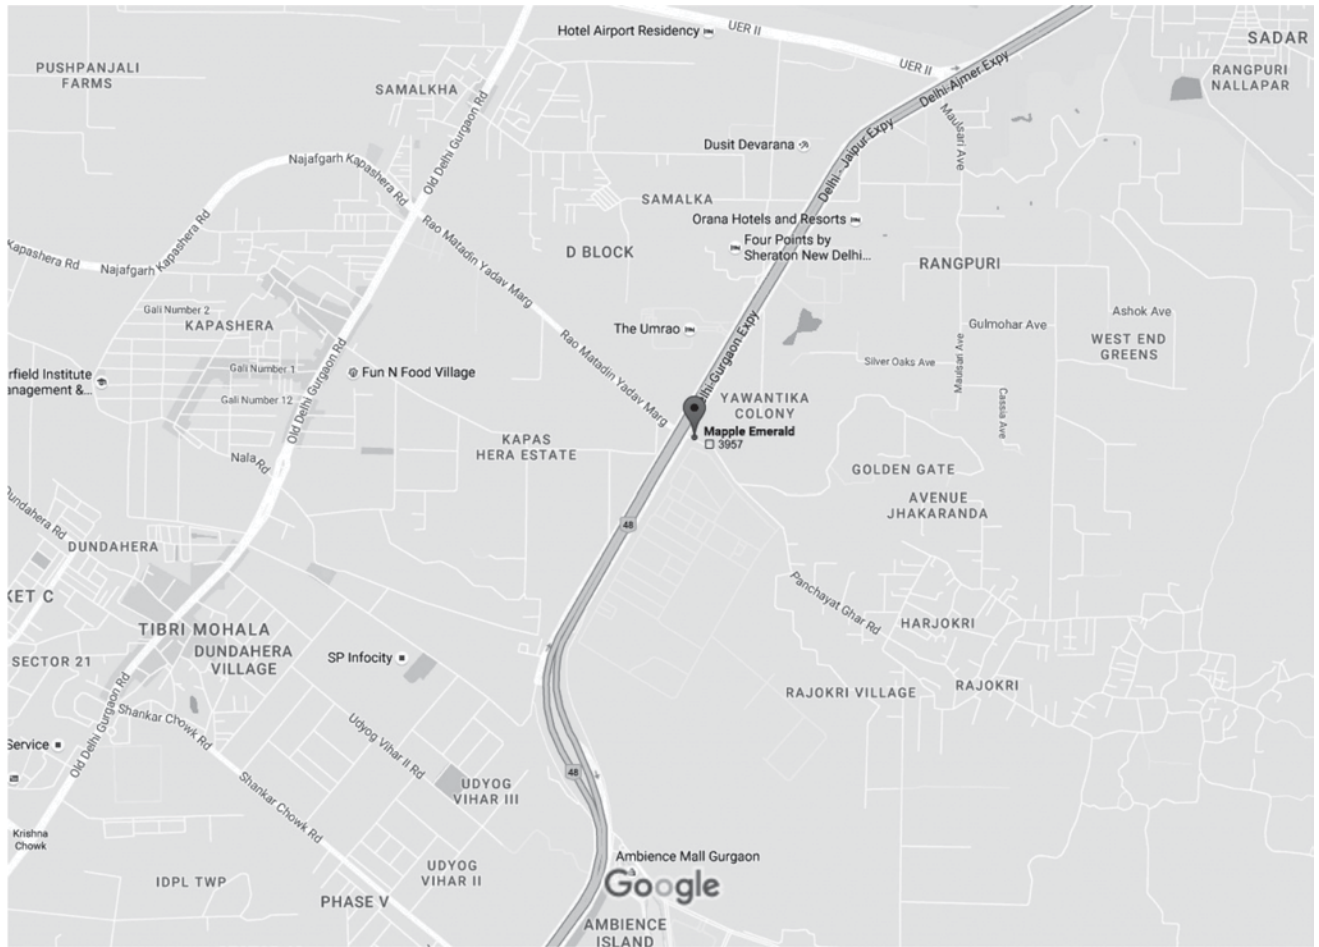 Hotel Airport Residency
UER II
UER II
Delhi-Ajmer Expy
SADAR
RANGPURI
NALLAPAR
PUSHPANJALI
FARMS
SAMALKHA
Old Delhi Gurgaon Rd
Maulsari Ave
Dusit Devarana
Delhi - Jaipur Expy
Najafgarh Kapashera Rd
SAMALKA
Orana Hotels and Resorts
Four Points by
Sheraton New Delhi...
Rao Matadin Yadav Marg
D BLOCK
RANGPURI
Kapashera Rd
Najafgarh Kapashera Rd
Gali Number 2
KAPASHERA
The Umrao
lhi-Gurgaon Expy
Gulmohar Ave
Ashok Ave
WEST END
GREENS
Rao Matadin Yadav Marg
Silver Oaks Ave
Maulsari Ave
Cassia Ave
rfield Institute
anagement &...
Gali Number 1
Gali Number 12
Old Delhi Gurgaon Rd
Fun N Food Village
YAWANTIKA
COLONY
Mapple Emerald
3957
KAPAS
HERA ESTATE
Nala Rd
GOLDEN GATE
AVENUE
JHAKARANDA
Dundahera Rd
48
DUNDAHERA
KET C
Panchayat Ghar Rd
HARJOKRI
TIBRI MOHALA
DUNDAHERA
VILLAGE
SECTOR 21
SP Infocity
RAJOKRI VILLAGE
RAJOKRI
Old Delhi Gurgaon Rd
Shankar Chowk Rd
Udyog Vihar II Rd
Service
48
UDYOG
VIHAR III
Shankar Chowk Rd
Krishna
Chowk
Ambience Mall Gurgaon
Google
UDYOG
VIHAR II
IDPL TWP
PHASE V
AMBIENCE
ISLAND